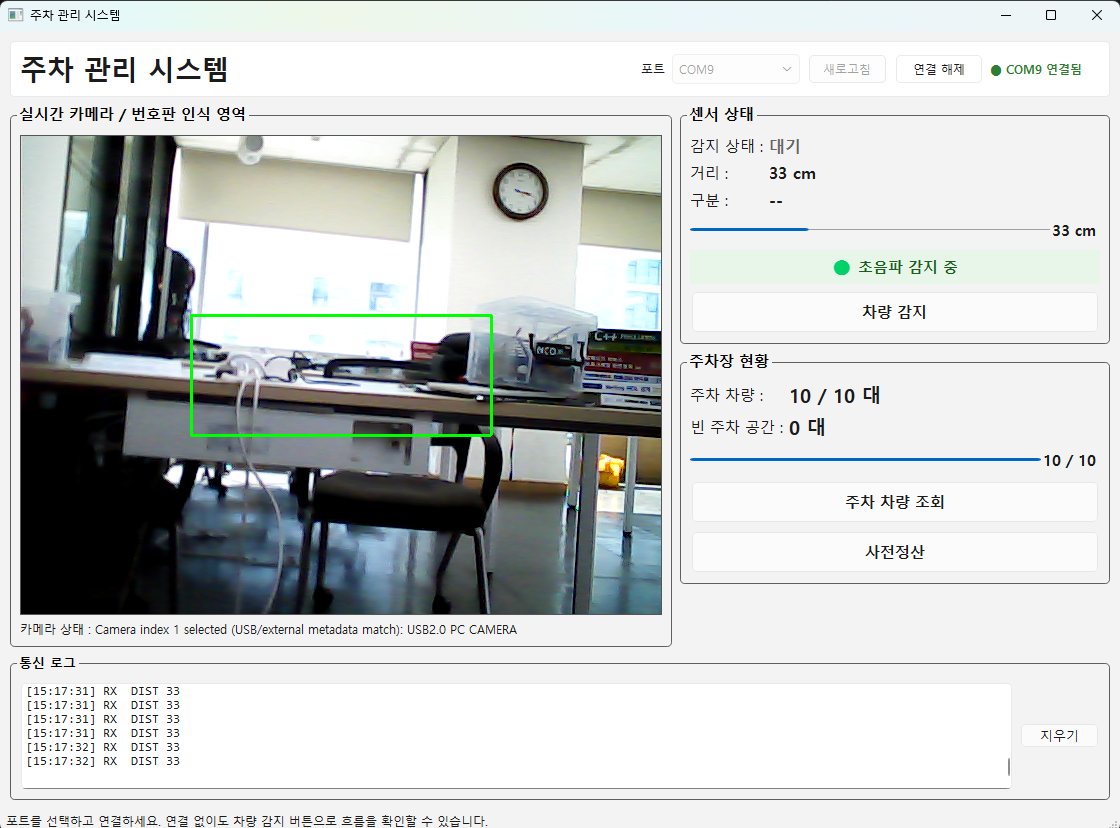 주차 관리 시스템
주차 관리 시스템
포트 COM9 새로고침 연결 해제 COM9 연결됨
실시간 카메라 / 번호판 인식 영역
C++
카메라 상태 : Camera index 1 selected (USB/external metadata match): USB2.0 PC CAMERA
센서 상태
감지 상태 : 대기
거리 : 33 cm
구분 : --
33 cm
초음파 감지 중
차량 감지
주차장 현황
주차 차량 : 10 / 10 대
빈 주차 공간 : 0 대
10 / 10
주차 차량 조회
사전정산
통신 로그
[15:17:31] RX DIST 33
[15:17:31] RX DIST 33
[15:17:31] RX DIST 33
[15:17:31] RX DIST 33
[15:17:32] RX DIST 33
[15:17:32] RX DIST 33
지우기
포트를 선택하고 연결하세요. 연결 없이도 차량 감지 버튼으로 흐름을 확인할 수 있습니다.